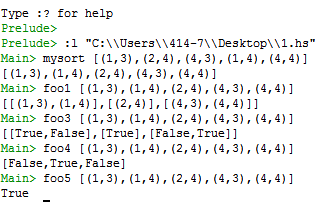 Type :? for help
Prelude>
Prelude> :l "C:\\Users\\414-7\\Desktop\\1.hs"
Main> mysort [(1,3),(2,4),(4,3),(1,4),(4,4)]
[(1,3),(1,4),(2,4),(4,3),(4,4)]
Main> foo1 [(1,3),(1,4),(2,4),(4,3),(4,4)]
[[(1,3),(1,4)],[(2,4)],[(4,3),(4,4)]]
Main> foo3 [(1,3),(1,4),(2,4),(4,3),(4,4)]
[[True,False],[True],[False,True]]
Main> foo4 [(1,3),(1,4),(2,4),(4,3),(4,4)]
[False,True,False]
Main> foo5 [(1,3),(1,4),(2,4),(4,3),(4,4)]
True